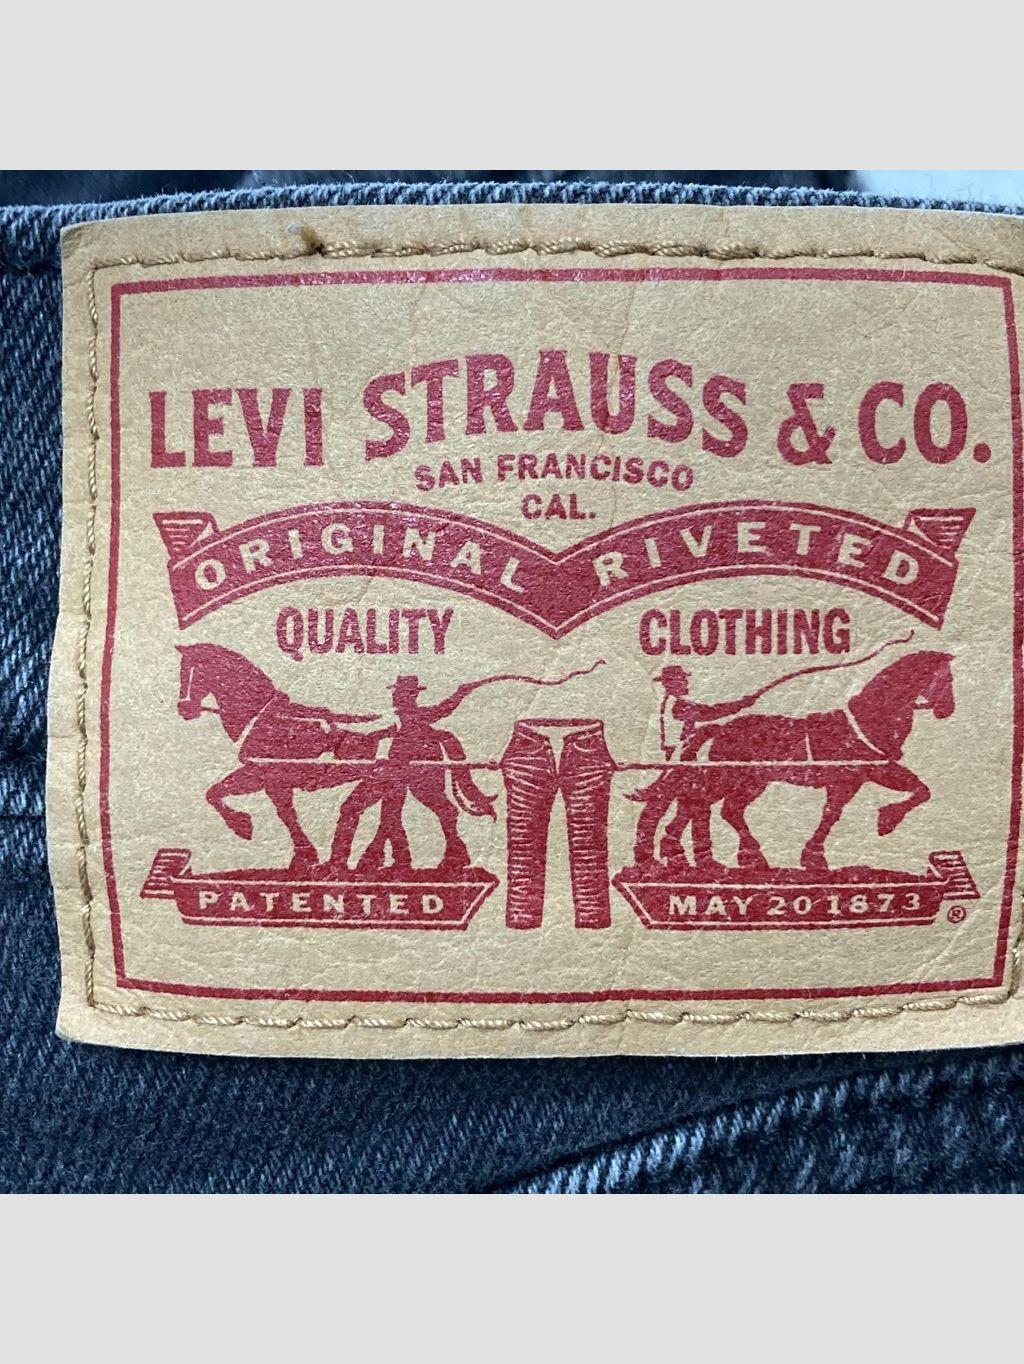 LEVI STRAUSS & CO.
SAN FRANCISCO
CAL.
ORIGINAL RIVETED
QUALITY CLOTHING
PATENTED MAY 20 1873 ®